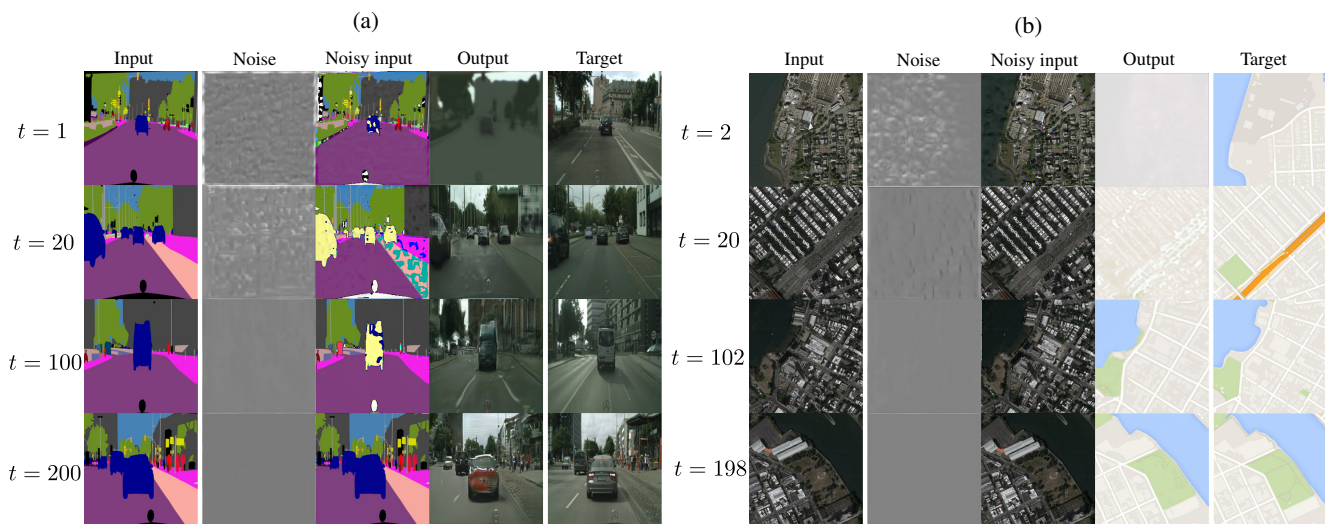 (a)
Input Noise Noisy input Output Target
t = 1
t = 20
t = 100
t = 200
(b)
Input Noise Noisy input Output Target
t = 2
t = 20
t = 102
t = 198